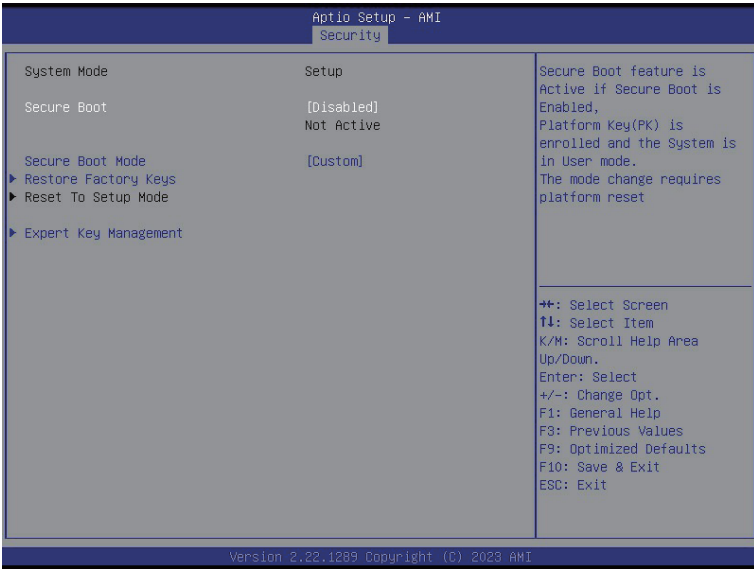 Aptio Setup – AMI
Security
System Mode Setup
Secure Boot [Disabled]
Not Active
Secure Boot Mode [Custom]
▶ Restore Factory Keys
▶ Reset To Setup Mode
▶ Expert Key Management
Secure Boot feature is
Active if Secure Boot is
Enabled,
Platform Key(PK) is
enrolled and the System is
in User mode.
The mode change requires
platform reset
→←: Select Screen
↑↓: Select Item
K/M: Scroll Help Area
Up/Down.
Enter: Select
+/-: Change Opt.
F1: General Help
F3: Previous Values
F9: Optimized Defaults
F10: Save & Exit
ESC: Exit
Version 2.22.1289 Copyright (C) 2023 AMI